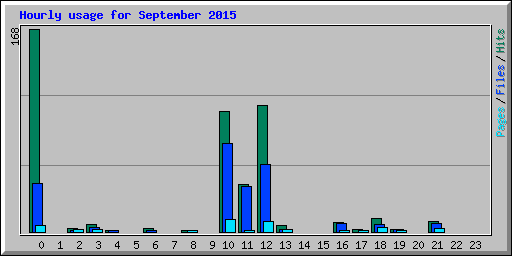 Hourly usage for September 2015
168
Pages/Files/Hits
0 1 2 3 4 5 6 7 8 9 10 11 12 13 14 15 16 17 18 19 20 21 22 23